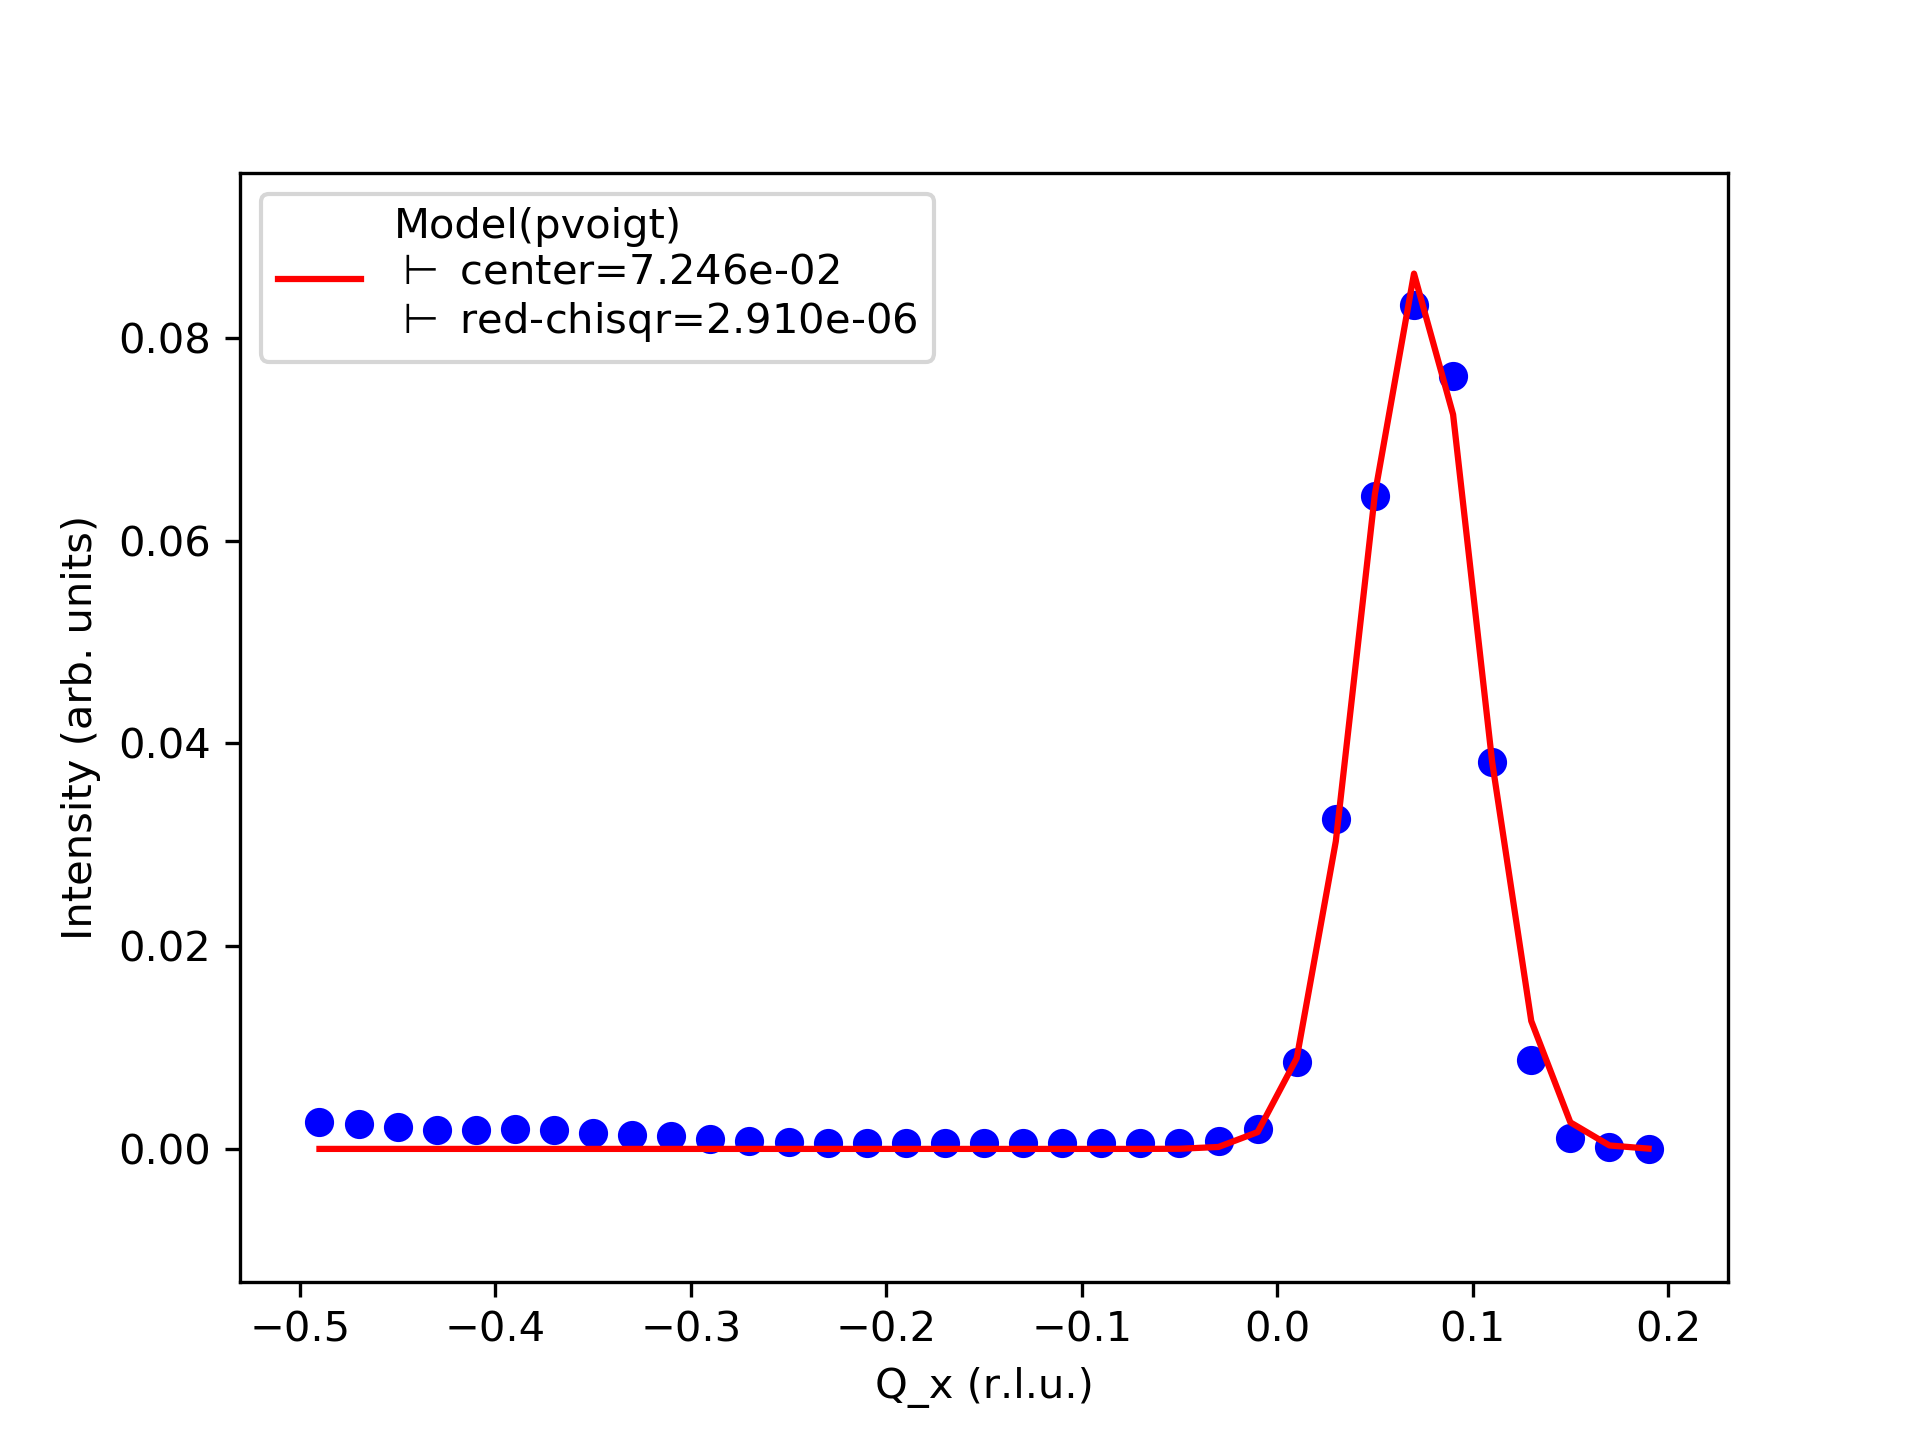 Model(pvoigt)
⊢ center=7.246e-02
⊢ red-chisqr=2.910e-06
0.08
0.06
0.04
0.02
0.00
Intensity (arb. units)
−0.5 −0.4 −0.3 −0.2 −0.1 0.0 0.1 0.2
Q_x (r.l.u.)